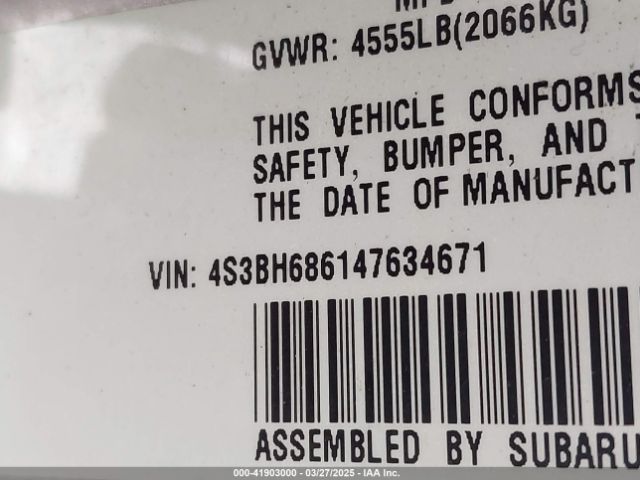 GVWR: 4555LB(2066KG)
THIS VEHICLE CONFORMS
SAFETY, BUMPER, AND
THE DATE OF MANUFACT
VIN: 4S3BH686147634671
ASSEMBLED BY SUBARU
000-41903000 - 03/27/2025 - IAA Inc.